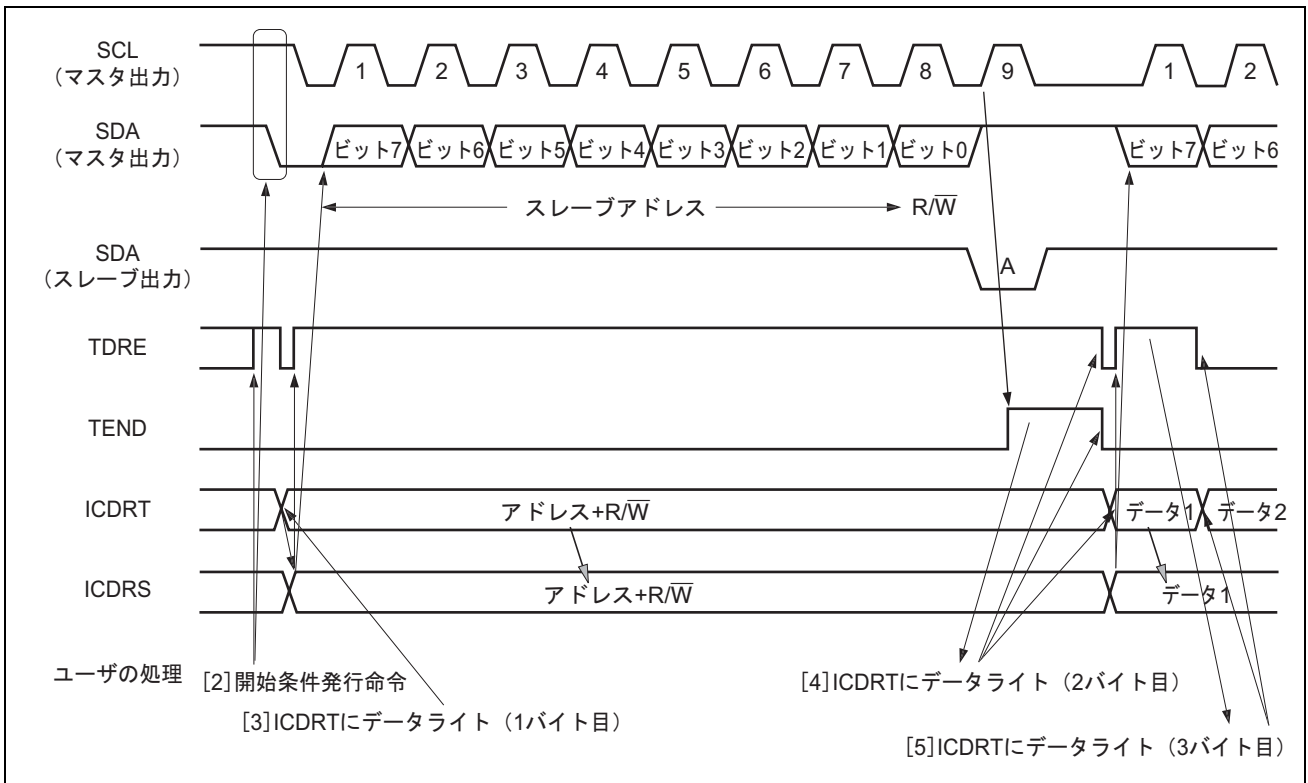 SCL
（マスタ出力）
1 2 3 4 5 6 7 8 9 1 2
SDA
（マスタ出力）
ビット7 ビット6 ビット5 ビット4 ビット3 ビット2 ビット1 ビット0 ビット7 ビット6
スレーブアドレス R/W̅
SDA
（スレーブ出力）
A
TDRE
TEND
ICDRT
アドレス+R/W̅ データ1 データ2
ICDRS
アドレス+R/W̅ データ1
ユーザの処理
[2]開始条件発行命令
[4]ICDRTにデータライト（2バイト目）
[3]ICDRTにデータライト（1バイト目）
[5]ICDRTにデータライト（3バイト目）